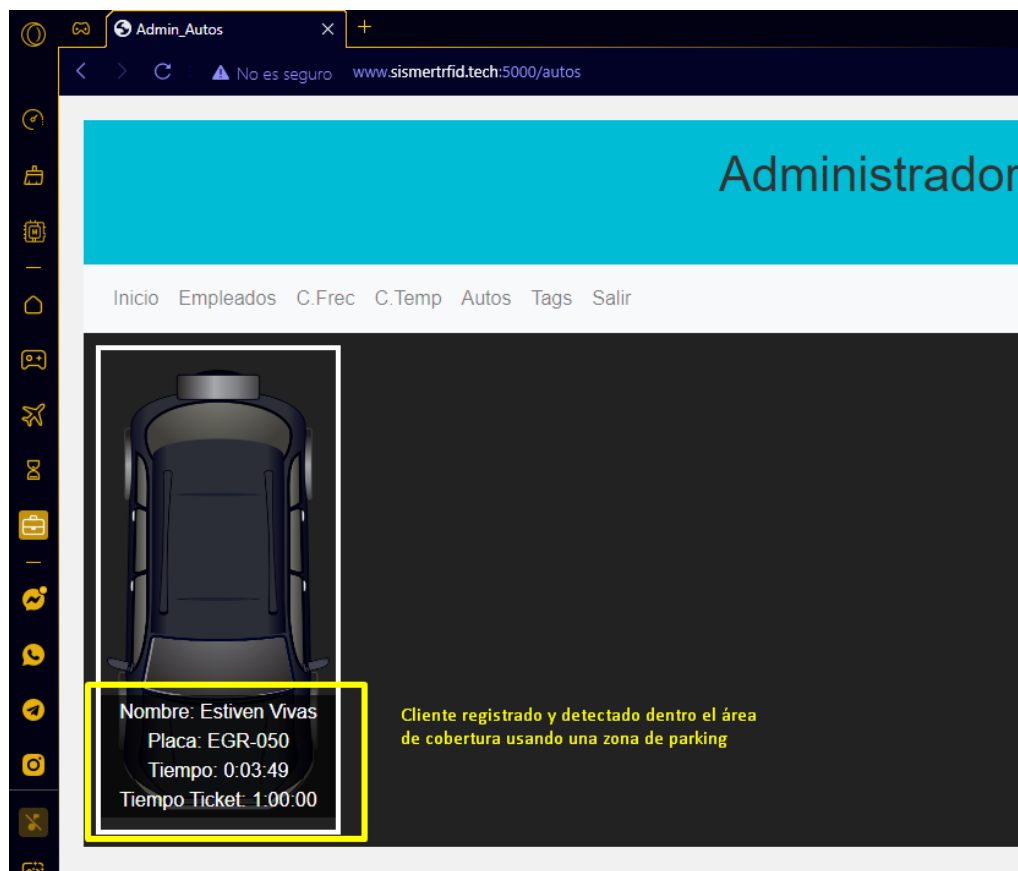 Admin_Autos
No es seguro www.sismertrfid.tech:5000/autos
Administrador
Inicio Empleados C.Frec C.Temp Autos Tags Salir
Nombre: Estiven Vivas
Placa: EGR-050
Tiempo: 0:03:49
Tiempo Ticket: 1:00:00
Cliente registrado y detectado dentro el área
de cobertura usando una zona de parking